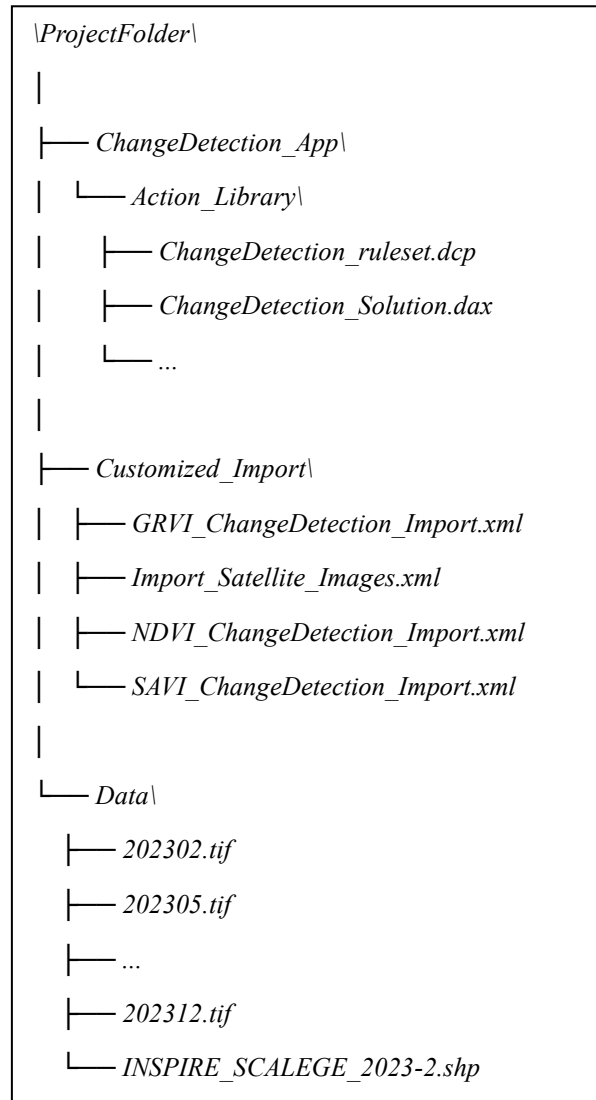 \ProjectFolder\
│
├── ChangeDetection_App\
│ └── Action_Library\
│ ├── ChangeDetection_ruleset.dcp
│ ├── ChangeDetection_Solution.dax
│ └── ...
│
├── Customized_Import\
│ ├── GRVI_ChangeDetection_Import.xml
│ ├── Import_Satellite_Images.xml
│ ├── NDVI_ChangeDetection_Import.xml
│ └── SAVI_ChangeDetection_Import.xml
│
└── Data\
├── 202302.tif
├── 202305.tif
├── ...
├── 202312.tif
└── INSPIRE_SCALEGE_2023-2.shp